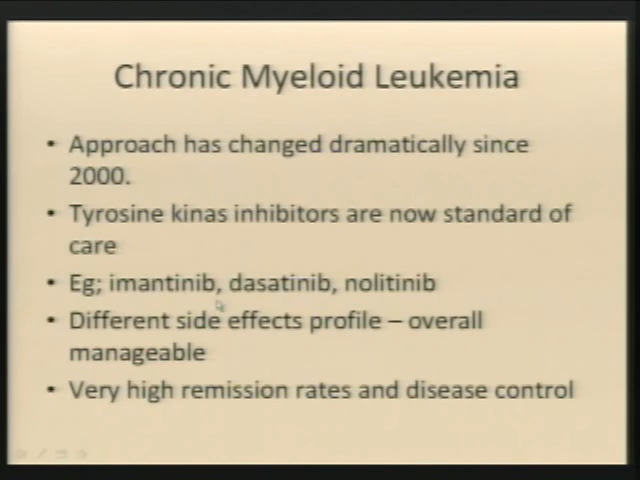 Chronic Myeloid Leukemia
• Approach has changed dramatically since
2000.
• Tyrosine kinas inhibitors are now standard of
care
• Eg; imantinib, dasatinib, nolitinib
• Different side effects profile – overall
manageable
• Very high remission rates and disease control